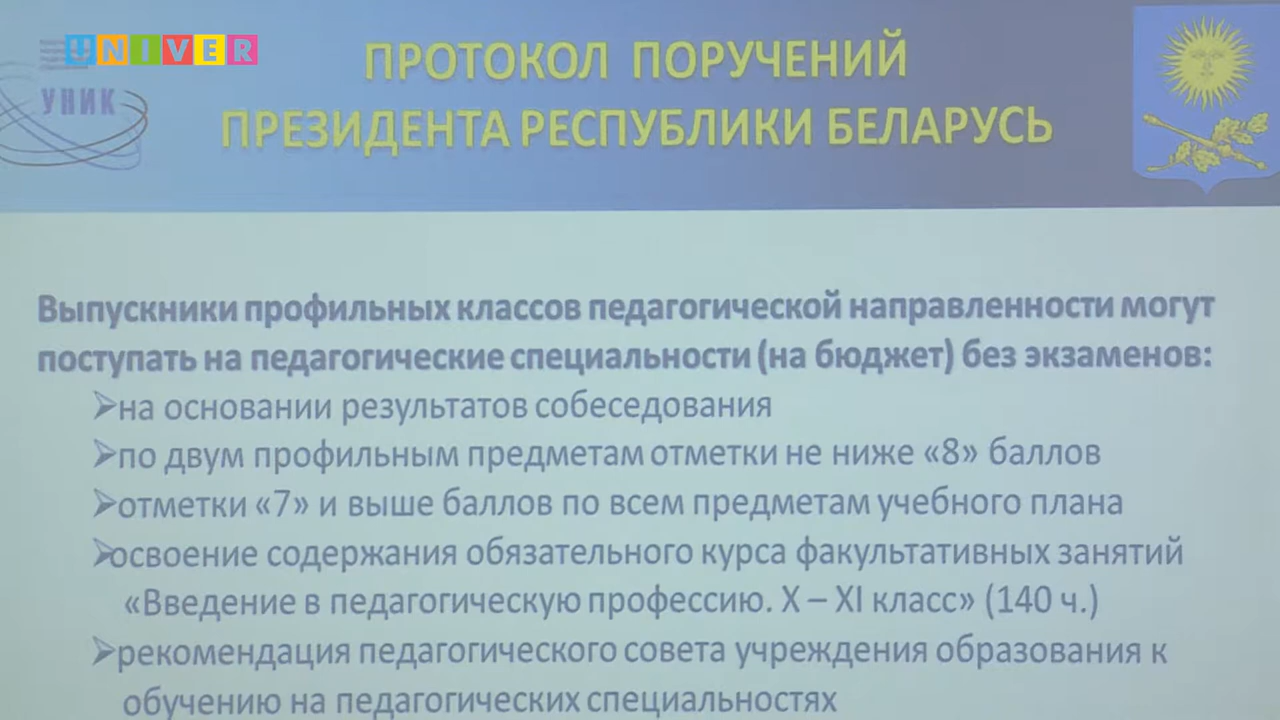 UNIVER
УНИК
ПРОТОКОЛ ПОРУЧЕНИЙ
ПРЕЗИДЕНТА РЕСПУБЛИКИ БЕЛАРУСЬ
Выпускники профильных классов педагогической направленности могут
поступать на педагогические специальности (на бюджет) без экзаменов:
на основании результатов собеседования
по двум профильным предметам отметки не ниже «8» баллов
отметки «7» и выше баллов по всем предметам учебного плана
освоение содержания обязательного курса факультативных занятий
«Введение в педагогическую профессию. X – XI класс» (140 ч.)
рекомендация педагогического совета учреждения образования к
обучению на педагогических специальностях